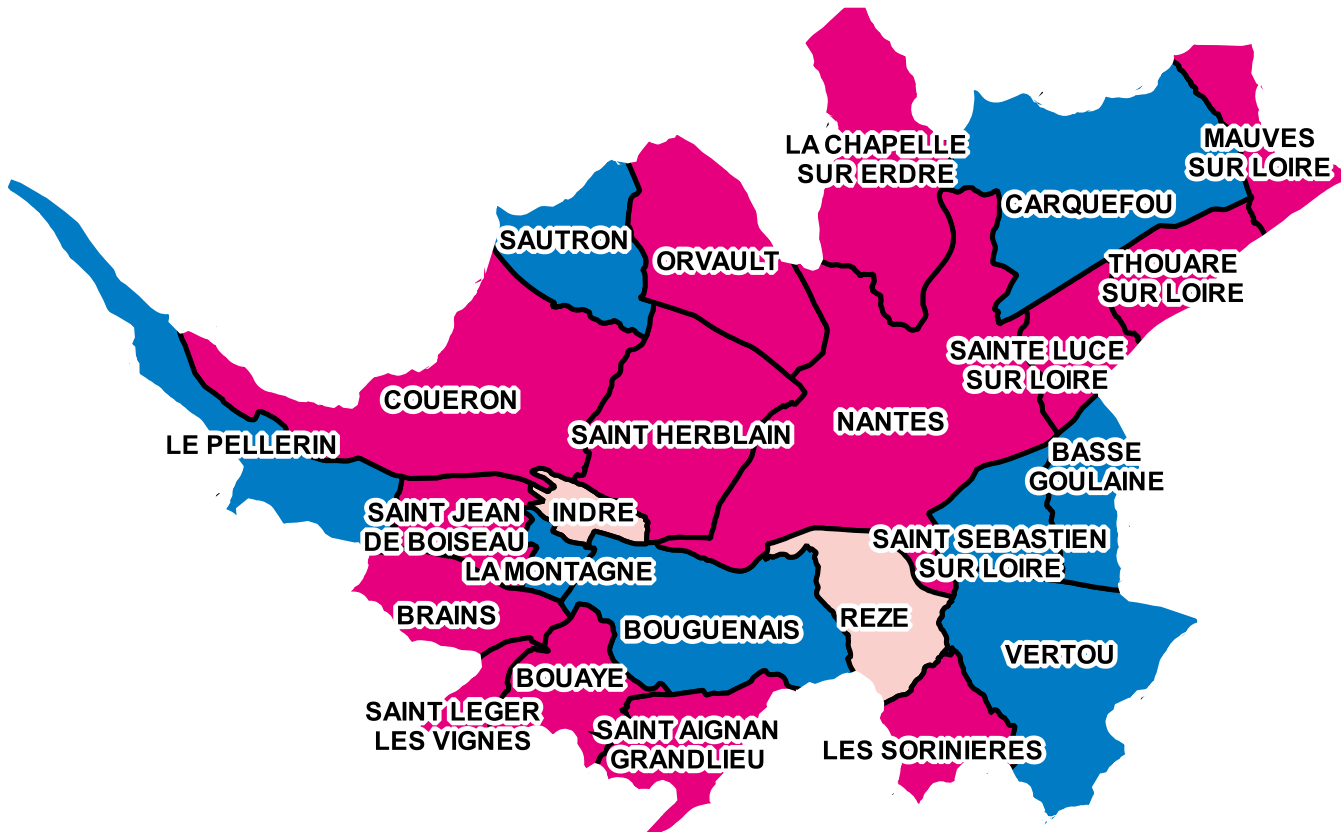 LA CHAPELLE
SUR ERDRE
MAUVES
SUR LOIRE
CARQUEFOU
SAUTRON
ORVAULT
THOUARE
SUR LOIRE
SAINTE LUCE
SUR LOIRE
COUERON
NANTES
SAINT HERBLAIN
LE PELLERIN
BASSE
GOULAINE
SAINT JEAN
DE BOISEAU
INDRE
SAINT SEBASTIEN
SUR LOIRE
LA MONTAGNE
BRAINS
BOUGUENAIS
REZE
VERTOU
BOUAYE
SAINT LEGER
LES VIGNES
SAINT AIGNAN
GRANDLIEU
LES SORINIERES